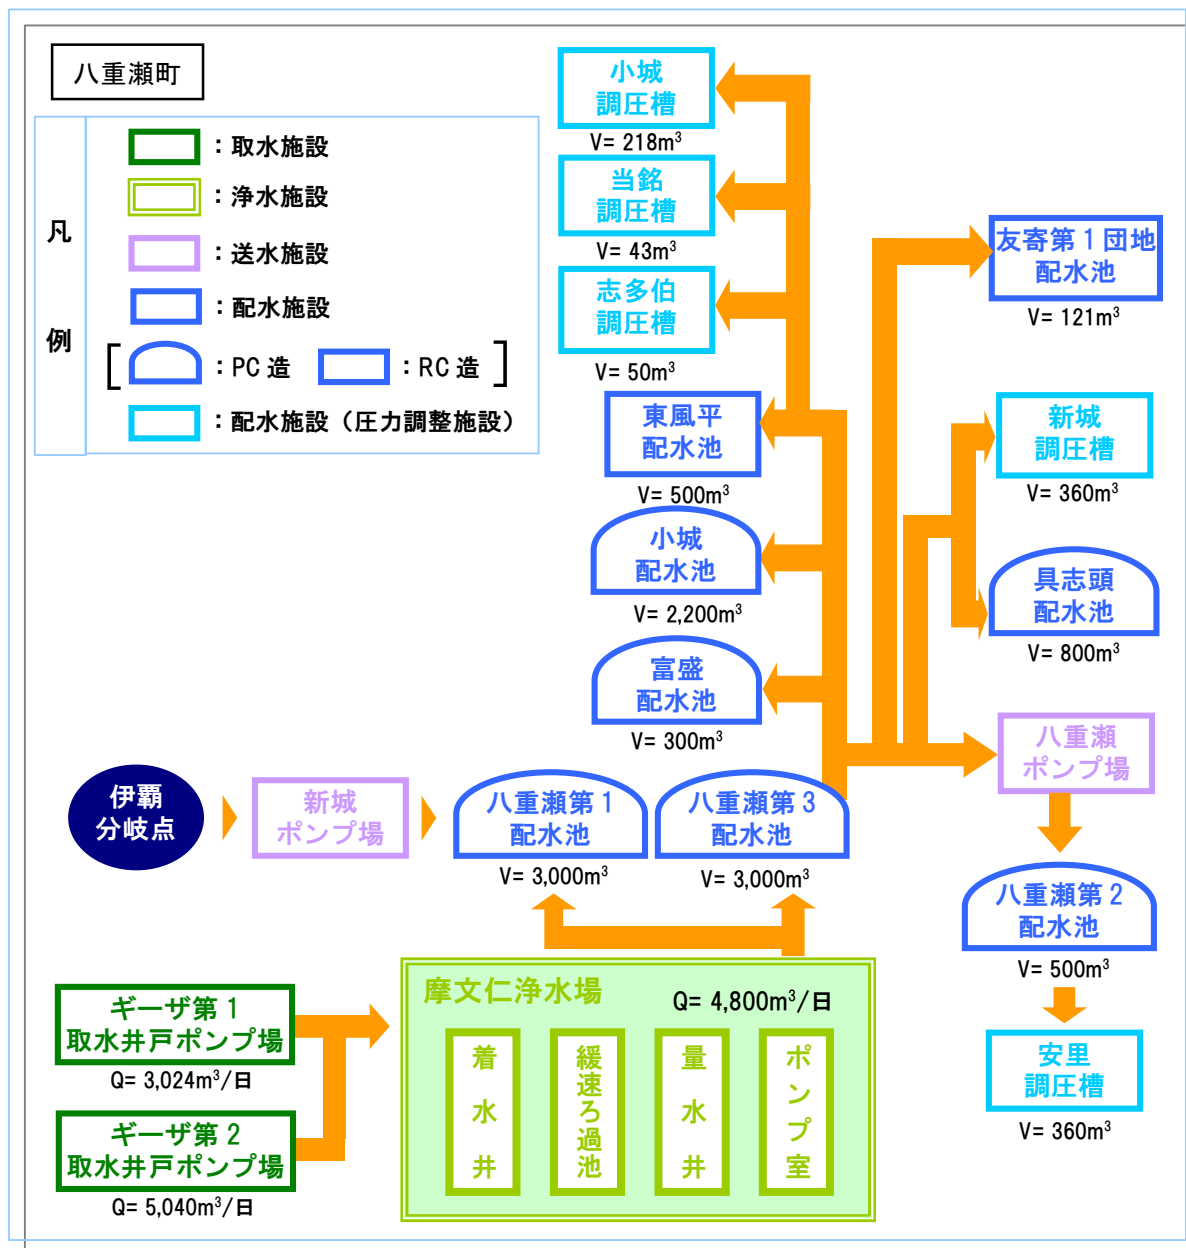 八重瀬町
凡
例
：取水施設
：浄水施設
：送水施設
：配水施設
[ ：PC 造 ：RC 造 ]
：配水施設（圧力調整施設）
小城
調圧槽
V= 218m³
当銘
調圧槽
V= 43m³
志多伯
調圧槽
V= 50m³
東風平
配水池
V= 500m³
小城
配水池
V= 2,200m³
富盛
配水池
V= 300m³
友寄第１団地
配水池
V= 121m³
新城
調圧槽
V= 360m³
具志頭
配水池
V= 800m³
八重瀬
ポンプ場
八重瀬第２
配水池
V= 500m³
安里
調圧槽
V= 360m³
伊覇
分岐点
新城
ポンプ場
八重瀬第１
配水池
V= 3,000m³
八重瀬第３
配水池
V= 3,000m³
ギーザ第１
取水井戸ポンプ場
Q= 3,024m³/日
ギーザ第２
取水井戸ポンプ場
Q= 5,040m³/日
摩文仁浄水場
Q= 4,800m³/日
着水井
緩速ろ過池
量水井
ポンプ室